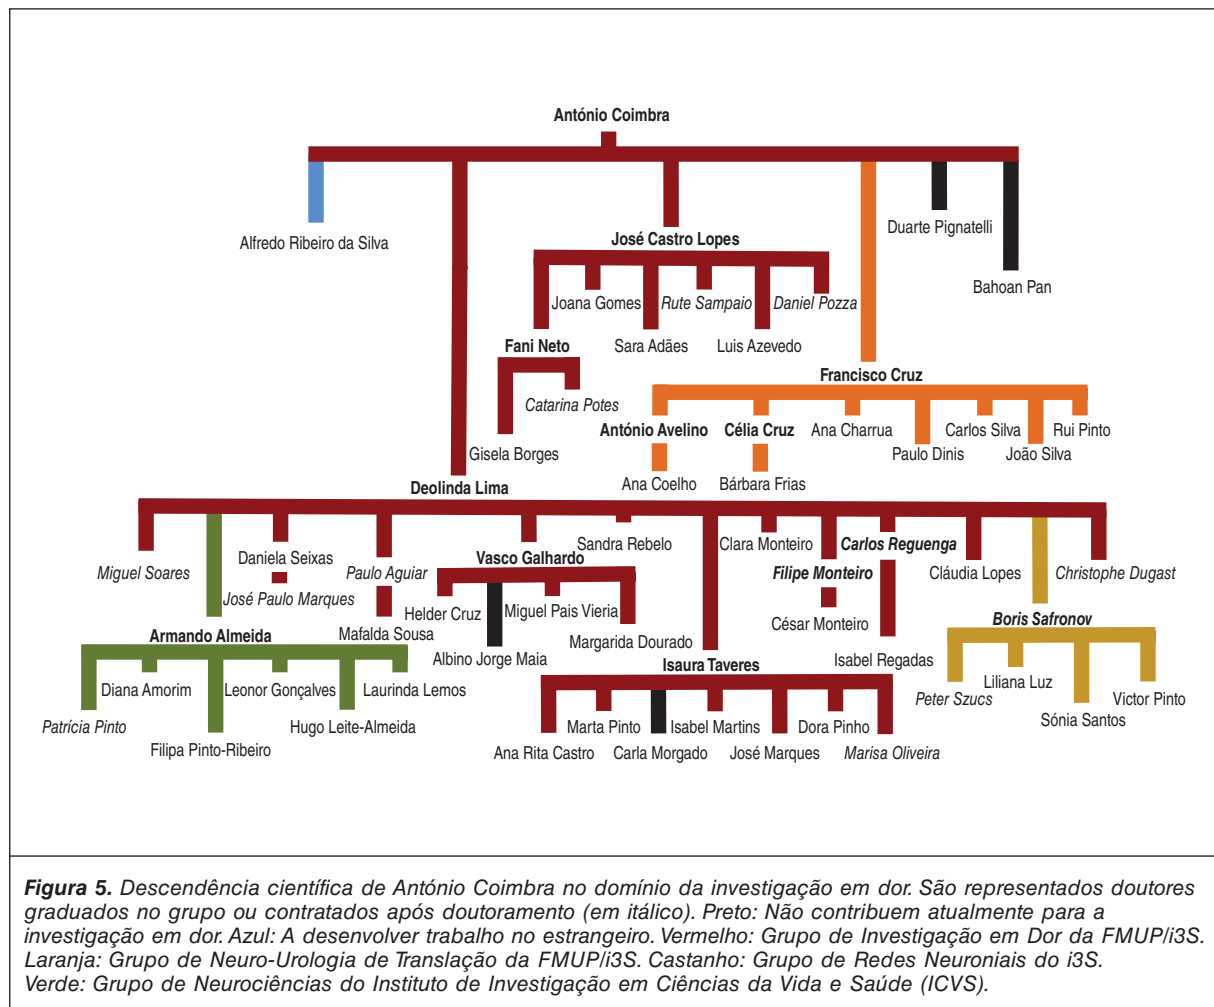 António Coimbra
Alfredo Ribeiro da Silva
Duarte Pignatelli
José Castro Lopes
Bahoan Pan
Joana Gomes
Rute Sampaio
Daniel Pozza
Fani Neto
Sara Adães
Luis Azevedo
Francisco Cruz
Catarina Potes
António Avelino
Célia Cruz
Ana Charrua
Carlos Silva
Rui Pinto
Gisela Borges
Paulo Dinis
João Silva
Ana Coelho
Bárbara Frias
Deolinda Lima
Miguel Soares
Daniela Seixas
Paulo Aguiar
Vasco Galhardo
Sandra Rebelo
Clara Monteiro
Carlos Reguenga
Cláudia Lopes
Christophe Dugast
José Paulo Marques
Filipe Monteiro
Mafalda Sousa
Helder Cruz
Miguel Pais Vieria
César Monteiro
Boris Safronov
Armando Almeida
Albino Jorge Maia
Margarida Dourado
Isaura Taveres
Isabel Regadas
Diana Amorim
Leonor Gonçalves
Laurinda Lemos
Peter Szucs
Liliana Luz
Victor Pinto
Patrícia Pinto
Hugo Leite-Almeida
Marta Pinto
Isabel Martins
Dora Pinho
Sónia Santos
Filipa Pinto-Ribeiro
Ana Rita Castro
Carla Morgado
José Marques
Marisa Oliveira
Figura 5. Descendência científica de António Coimbra no domínio da investigação em dor. São representados doutores
graduados no grupo ou contratados após doutoramento (em itálico). Preto: Não contribuem atualmente para a
investigação em dor. Azul: A desenvolver trabalho no estrangeiro. Vermelho: Grupo de Investigação em Dor da FMUP/i3S.
Laranja: Grupo de Neuro-Urologia de Translação da FMUP/i3S. Castanho: Grupo de Redes Neuroniais do i3S.
Verde: Grupo de Neurociências do Instituto de Investigação em Ciências da Vida e Saúde (ICVS).